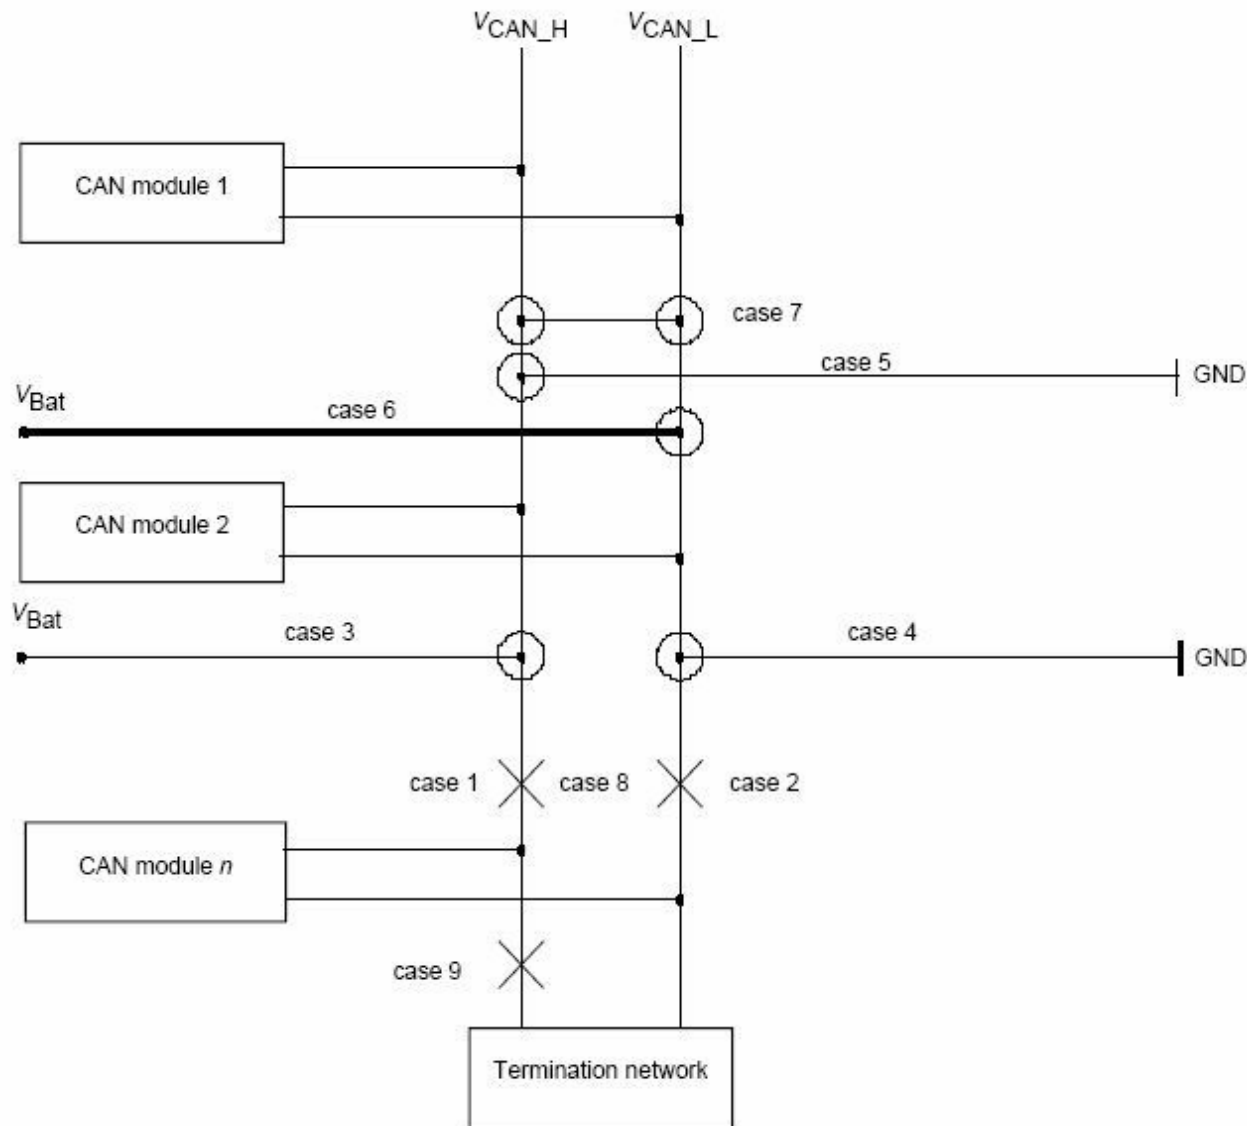 VCAN_H VCAN_L
CAN module 1
case 7
case 5
GND
VBat
case 6
CAN module 2
VBat
case 3
case 4
GND
case 1
case 8
case 2
CAN module n
case 9
Termination network